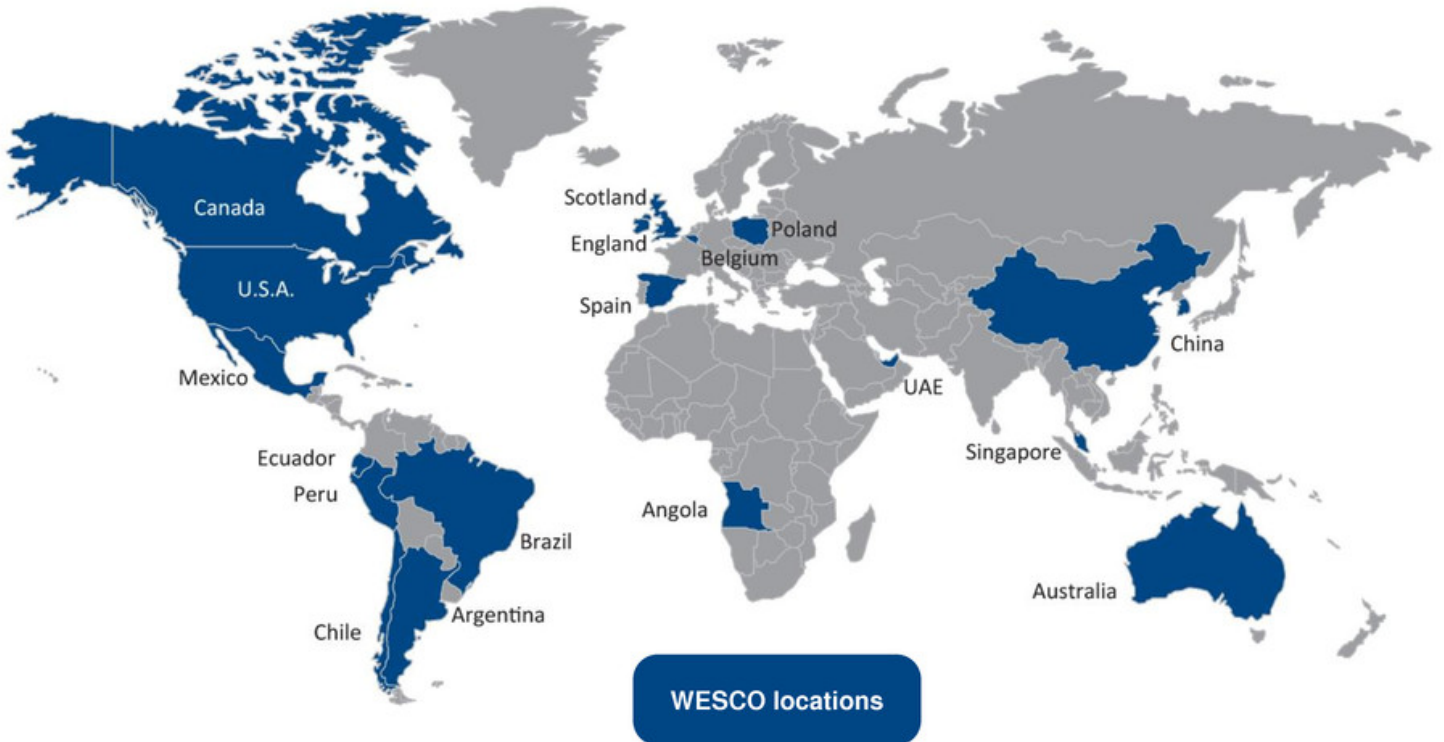 Scotland
Canada
Poland
England
Belgium
U.S.A.
Spain
China
Mexico
UAE
Singapore
Ecuador
Peru
Angola
Brazil
Australia
Argentina
Chile
WESCO locations